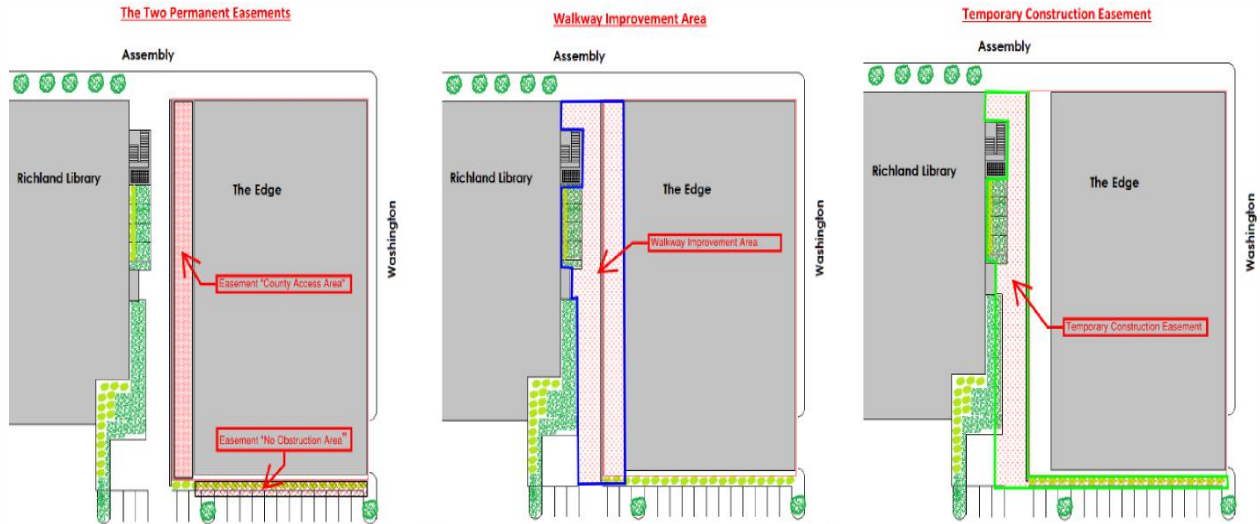 The Two Permanent Easements
Assembly
Richland Library
The Edge
Washington
Easement "County Access Area"
Easement "No Obstruction Area"
Walkway Improvement Area
Assembly
Richland Library
The Edge
Washington
Walkway Improvement Area
Temporary Construction Easement
Assembly
Richland Library
The Edge
Washington
Temporary Construction Easement